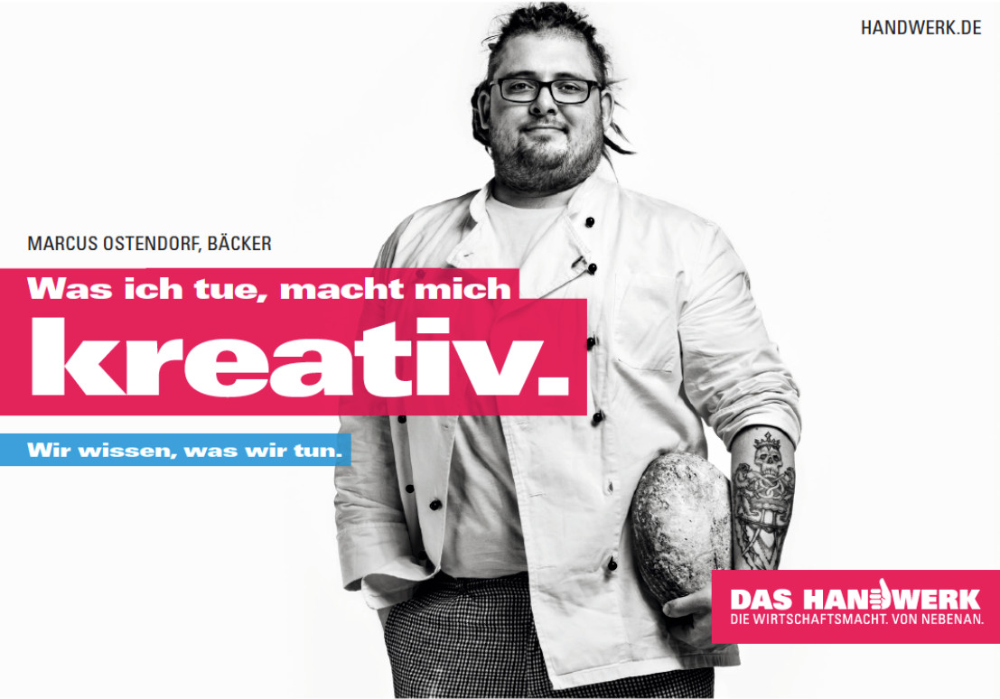 HANDWERK.DE
MARCUS OSTENDORF, BÄCKER
Was ich tue, macht mich
kreativ.
Wir wissen, was wir tun.
DAS HANDWERK
DIE WIRTSCHAFTSMACHT. VON NEBENAN.